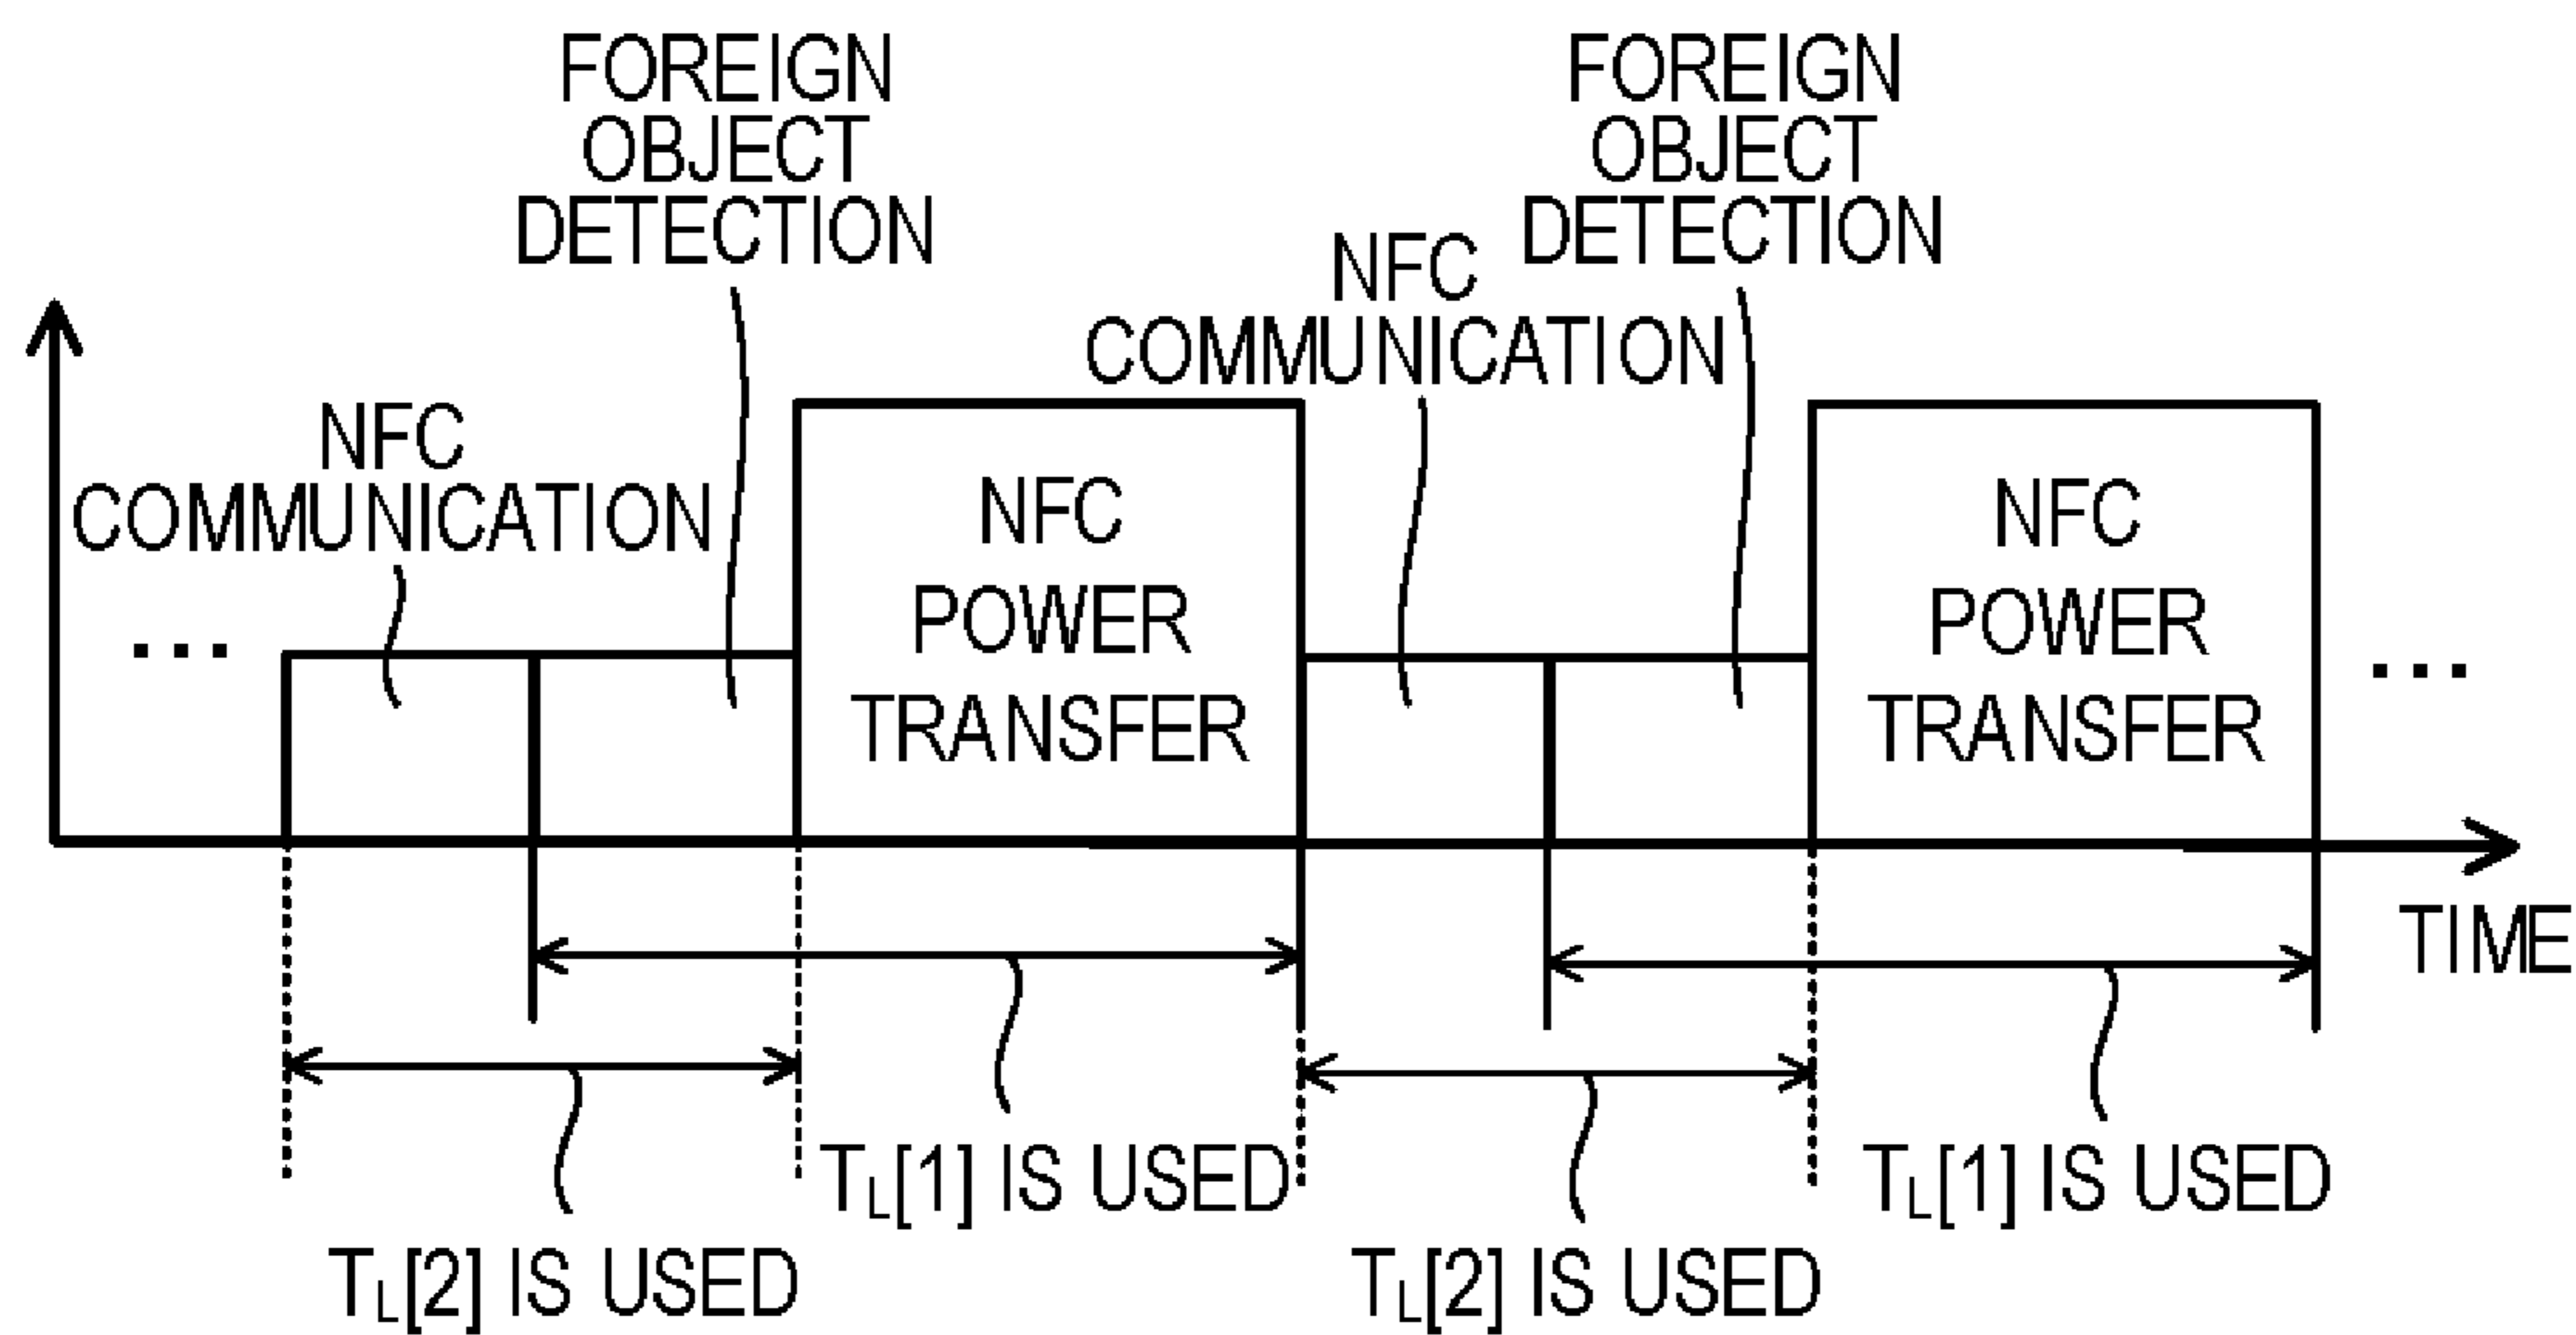 FOREIGN
OBJECT
DETECTION
FOREIGN
OBJECT
DETECTION
NFC
COMMUNICATION
NFC
COMMUNICATION
NFC
POWER
TRANSFER
NFC
POWER
TRANSFER
...
...
TIME
TL[1] IS USED
TL[1] IS USED
TL[2] IS USED
TL[2] IS USED